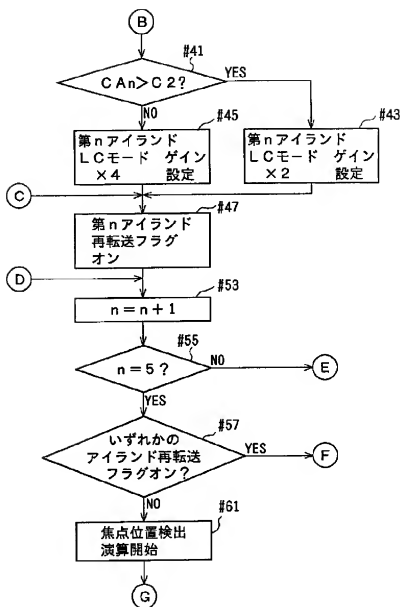 B
#41
CAn>C2?
YES
NO
#45
第nアイランド
LCモード ゲイン
×4 設定
#43
第nアイランド
LCモード ゲイン
×2 設定
C
#47
第nアイランド
再転送フラグ
オン
D
#53
n=n+1
#55
n=5?
NO
E
YES
#57
いずれかの
アイランド再転送
フラグオン?
YES
F
NO
#61
焦点位置検出
演算開始
G